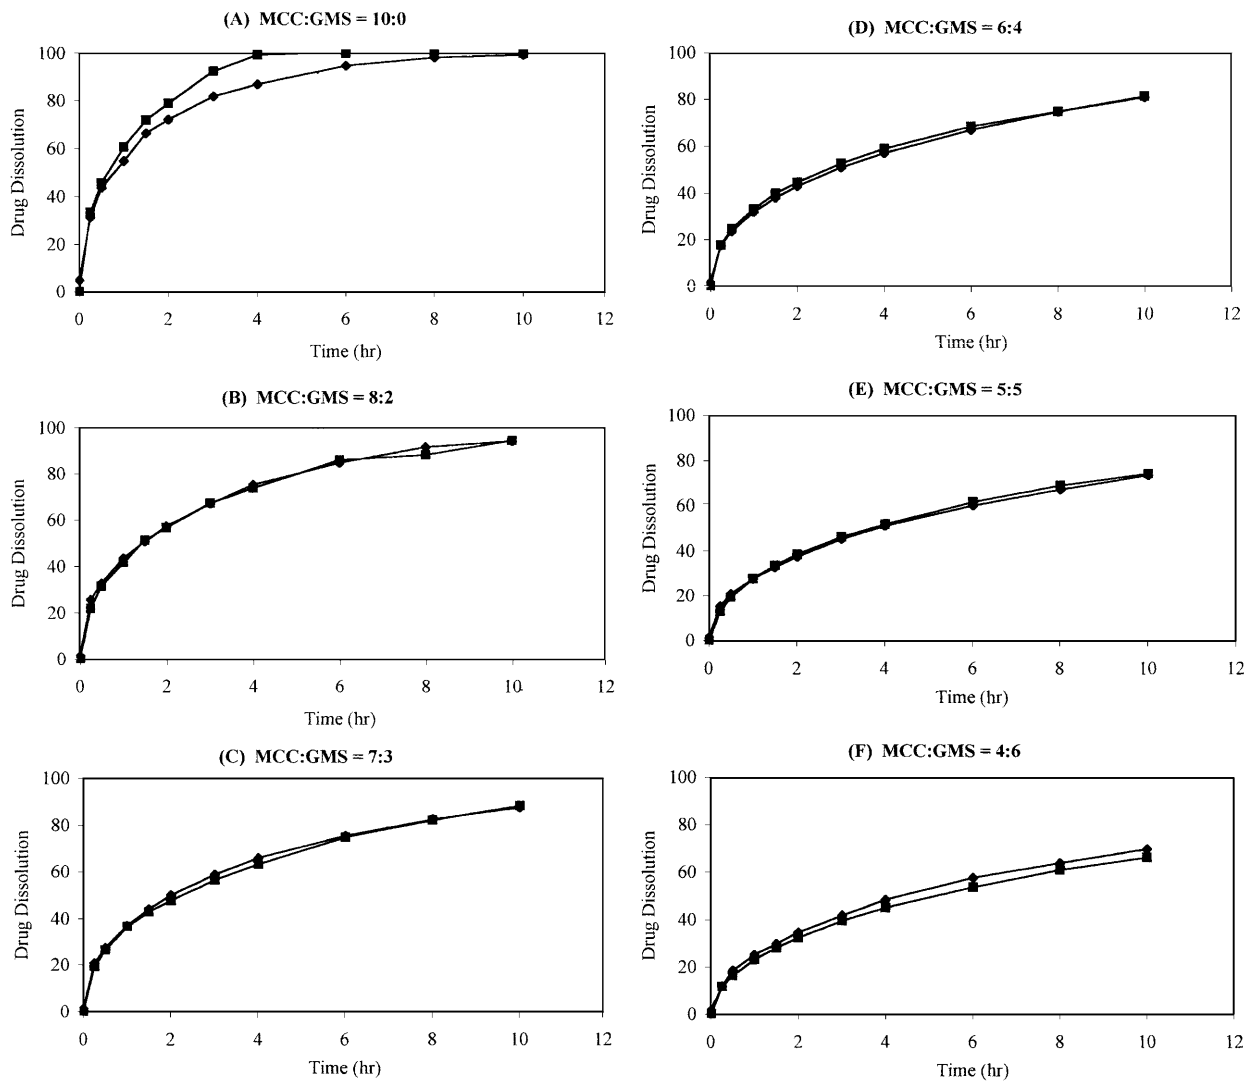 (A) MCC:GMS = 10:0
100
80
60
40
20
0
Drug Dissolution
0 2 4 6 8 10 12
Time (hr)
(B) MCC:GMS = 8:2
100
80
60
40
20
0
Drug Dissolution
0 2 4 6 8 10 12
Time (hr)
(C) MCC:GMS = 7:3
100
80
60
40
20
0
Drug Dissolution
0 2 4 6 8 10 12
Time (hr)
(D) MCC:GMS = 6:4
100
80
60
40
20
0
Drug Dissolution
0 2 4 6 8 10 12
Time (hr)
(E) MCC:GMS = 5:5
100
80
60
40
20
0
Drug Dissolution
0 2 4 6 8 10 12
Time (hr)
(F) MCC:GMS = 4:6
100
80
60
40
20
0
Drug Dissolution
0 2 4 6 8 10 12
Time (hr)